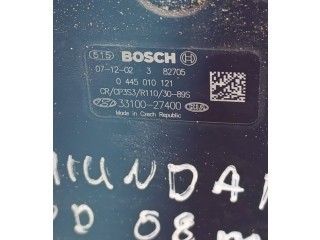 515 BOSCH
07-12-02 3 82705
0 445 010 121
CR/CP3S3/R110/30-89S
33100-27400
Made in Czech Republic
08